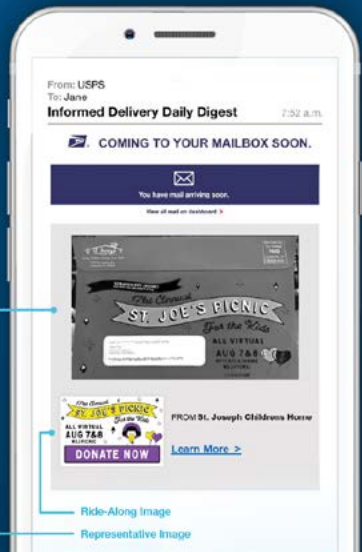 From: USPS
To: Jane
Informed Delivery Daily Digest 7:52 a.m.
COMING TO YOUR MAILBOX SOON.
You have mail arriving soon.
View all mail on dashboard >
ST. JOE'S PICNIC
For the Kids
ALL VIRTUAL
AUG 7&8
ST. JOE'S PICNIC
For the Kids
ALL VIRTUAL
AUG 7&8
DONATE NOW
FROM St. Joseph Childrens Home
Learn More >
Ride-Along Image
Representative Image